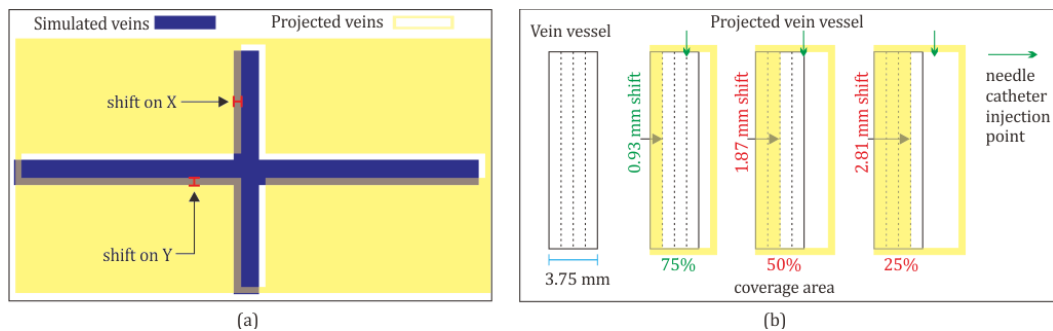 Simulated veins
Projected veins
shift on X
shift on Y
(a)
Vein vessel
Projected vein vessel
0.93 mm shift
1.87 mm shift
2.81 mm shift
needle
catheter
injection
point
3.75 mm
75%
50%
25%
coverage area
(b)